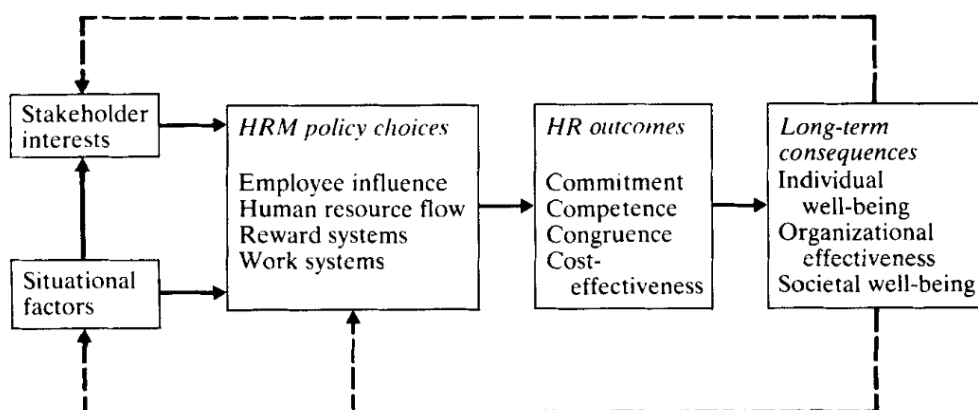 Stakeholder
interests
Situational
factors
HRM policy choices
Employee influence
Human resource flow
Reward systems
Work systems
HR outcomes
Commitment
Competence
Congruence
Cost-
effectiveness
Long-term
consequences
Individual
well-being
Organizational
effectiveness
Societal well-being